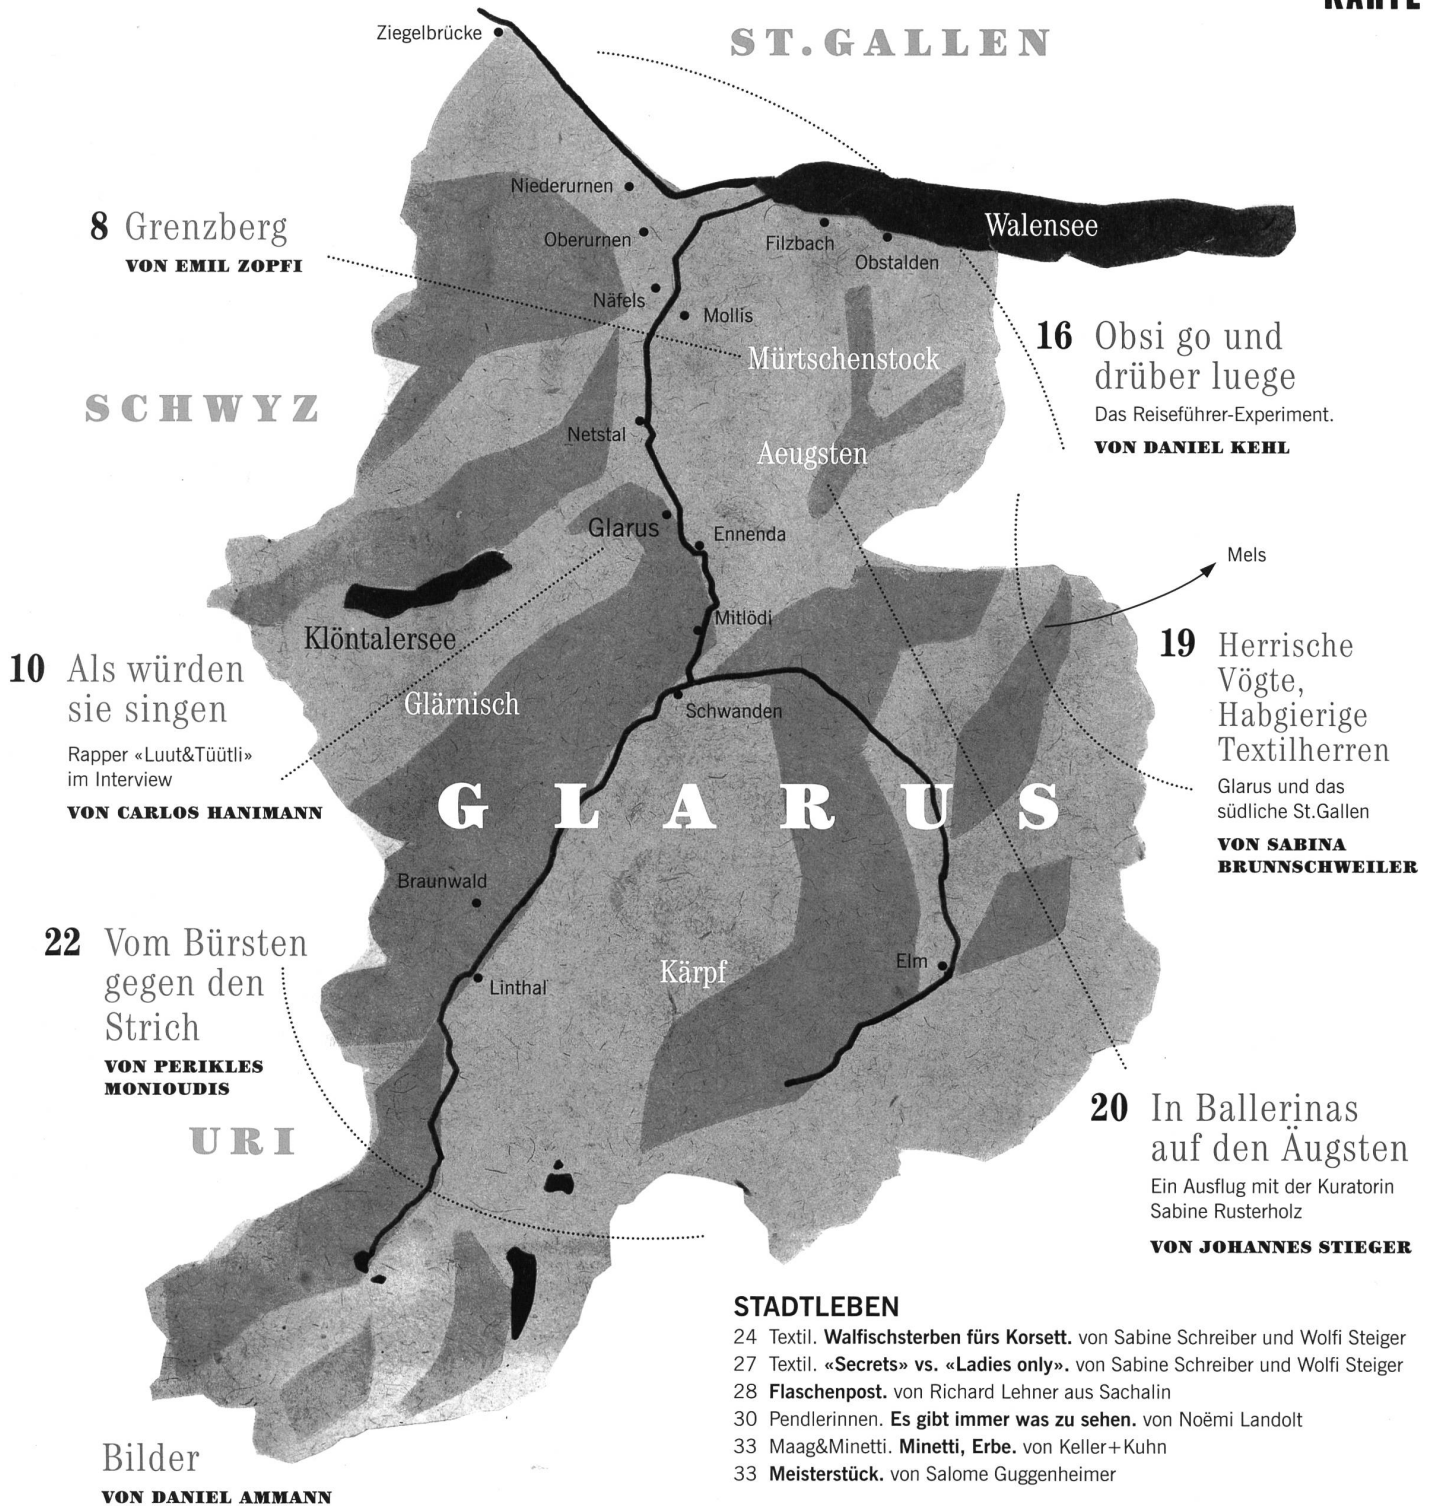 KARTE
ST.GALLEN
Ziegelbrücke
Niederurnen
Oberurnen
Näfels
Mollis
Filzbach
Obstalden
Walensee
8 Grenzberg
VON EMIL ZOPFI
Mürtschenstock
16 Obsi go und
drüber luege
Das Reiseführer-Experiment.
VON DANIEL KEHL
SCHWYZ
Netstal
Aeugsten
Glarus
Ennenda
Mels
Mitlödi
Klöntalersee
10 Als würden
sie singen
Rapper «Luut&Tüütli»
im Interview
VON CARLOS HANIMANN
Glärnisch
Schwanden
19 Herrische
Vögte,
Habgierige
Textilherren
Glarus und das
südliche St.Gallen
VON SABINA
BRUNNSCHWEILER
GLARUS
Braunwald
Linthal
Kärpf
Elm
22 Vom Bürsten
gegen den
Strich
VON PERIKLES
MONIOUDIS
URI
20 In Ballerinas
auf den Äugsten
Ein Ausflug mit der Kuratorin
Sabine Rusterholz
VON JOHANNES STIEGER
STADTLEBEN
24 Textil. Walfischsterben fürs Korsett. von Sabine Schreiber und Wolfi Steiger
27 Textil. «Secrets» vs. «Ladies only». von Sabine Schreiber und Wolfi Steiger
28 Flaschenpost. von Richard Lehner aus Sachalin
30 Pendlerinnen. Es gibt immer was zu sehen. von Noëmi Landolt
33 Maag&Minetti. Minetti, Erbe. von Keller+Kuhn
33 Meisterstück. von Salome Guggenheimer
Bilder
VON DANIEL AMMANN